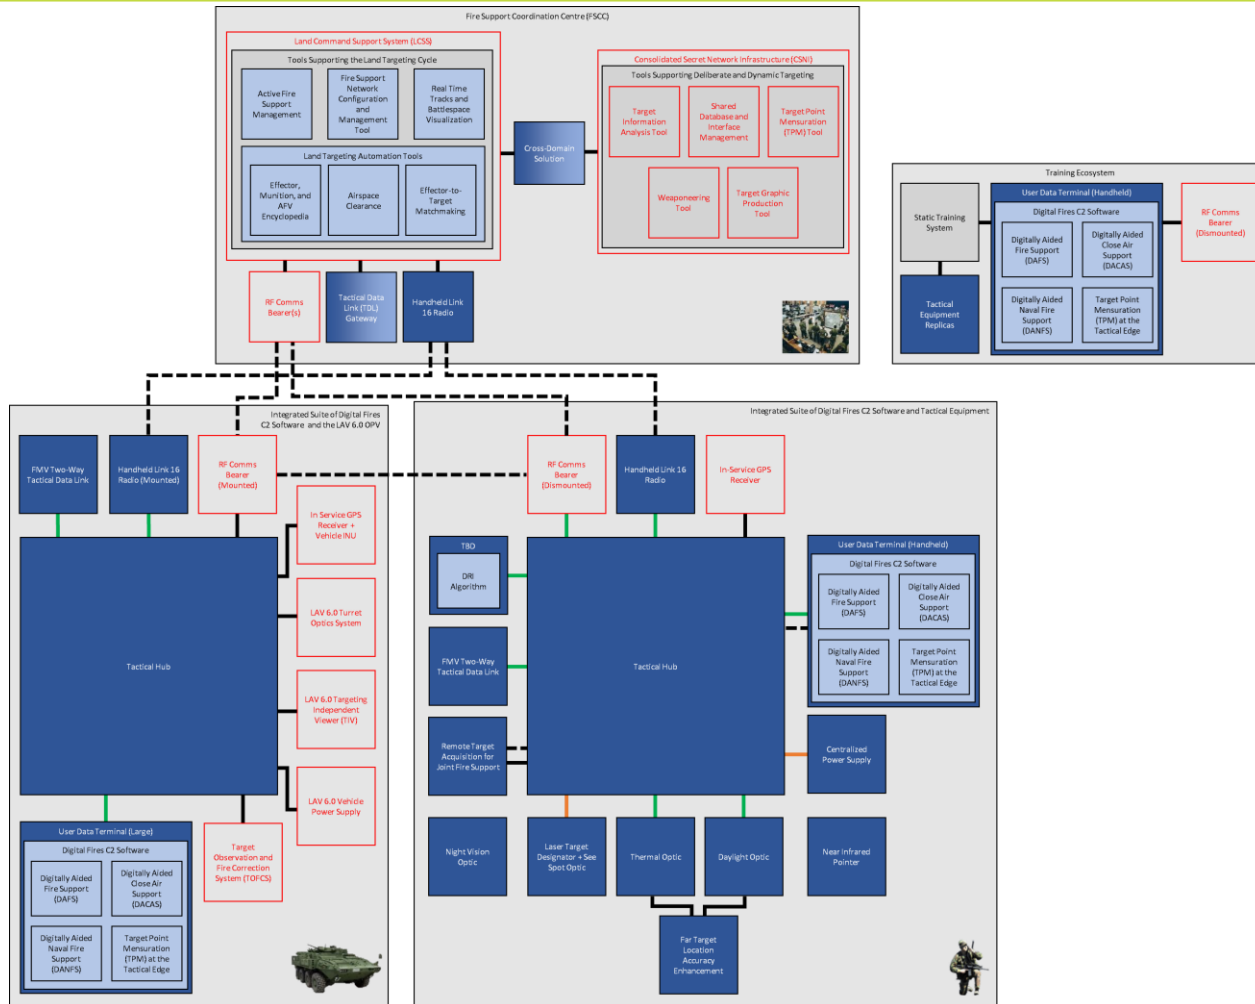 Fire Support Coordination Centre (FSCC)
Land Command Support System (LCSS)
Tools Supporting the Land Targeting Cycle
Active Fire
Support
Management
Fire Support
Network
Configuration
and
Management
Tool
Real Time
Tracks and
Battlespace
Visualization
Land Targeting Automation Tools
Effector,
Munition, and
AFV
Encyclopedia
Airspace
Clearance
Effector-to-
Target
Matchmaking
Cross-Domain
Solution
Consolidated Secret Network Infrastructure (CSNI)
Tools Supporting Deliberate and Dynamic Targeting
Target
Information
Analysis Tool
Shared
Database and
Interface
Management
Target Point
Mensuration
(TPM) Tool
Weaponeering
Tool
Target Graphic
Production
Tool
RF Comms
Bearer(s)
Tactical Data
Link (TDL)
Gateway
Handheld Link
16 Radio
Training Ecosystem
Static Training
System
Tactical
Equipment
Replicas
User Data Terminal (Handheld)
Digital Fires C2 Software
Digitally Aided
Fire Support
(DAFS)
Digitally Aided
Close Air
Support
(DACAS)
Digitally Aided
Naval Fire
Support
(DANFS)
Target Point
Mensuration
(TPM) at the
Tactical Edge
RF Comms
Bearer
(Dismounted)
Integrated Suite of Digital Fires
C2 Software and the LAV 6.0 OPV
FMV Two-Way
Tactical Data Link
Handheld Link 16
Radio (Mounted)
RF Comms
Bearer
(Mounted)
In Service GPS
Receiver +
Vehicle INU
LAV 6.0 Turret
Optics System
Tactical Hub
LAV 6.0 Targeting
Independent
Viewer (TIV)
LAV 6.0 Vehicle
Power Supply
User Data Terminal (Large)
Digital Fires C2 Software
Digitally Aided
Fire Support
(DAFS)
Digitally Aided
Close Air
Support
(DACAS)
Digitally Aided
Naval Fire
Support
(DANFS)
Target Point
Mensuration
(TPM) at the
Tactical Edge
Target
Observation and
Fire Correction
System (TOFCS)
Integrated Suite of Digital Fires C2 Software and Tactical Equipment
RF Comms
Bearer
(Dismounted)
Handheld Link 16
Radio
In-Service GPS
Receiver
TBD
DRI
Algorithm
FMV Two-Way
Tactical Data Link
Remote Target
Acquisition for
Joint Fire Support
Tactical Hub
User Data Terminal (Handheld)
Digital Fires C2 Software
Digitally Aided
Fire Support
(DAFS)
Digitally Aided
Close Air
Support
(DACAS)
Digitally Aided
Naval Fire
Support
(DANFS)
Target Point
Mensuration
(TPM) at the
Tactical Edge
Centralized
Power Supply
Night Vision
Optic
Laser Target
Designator + See
Spot Optic
Thermal Optic
Daylight Optic
Near Infrared
Pointer
Far Target
Location
Accuracy
Enhancement